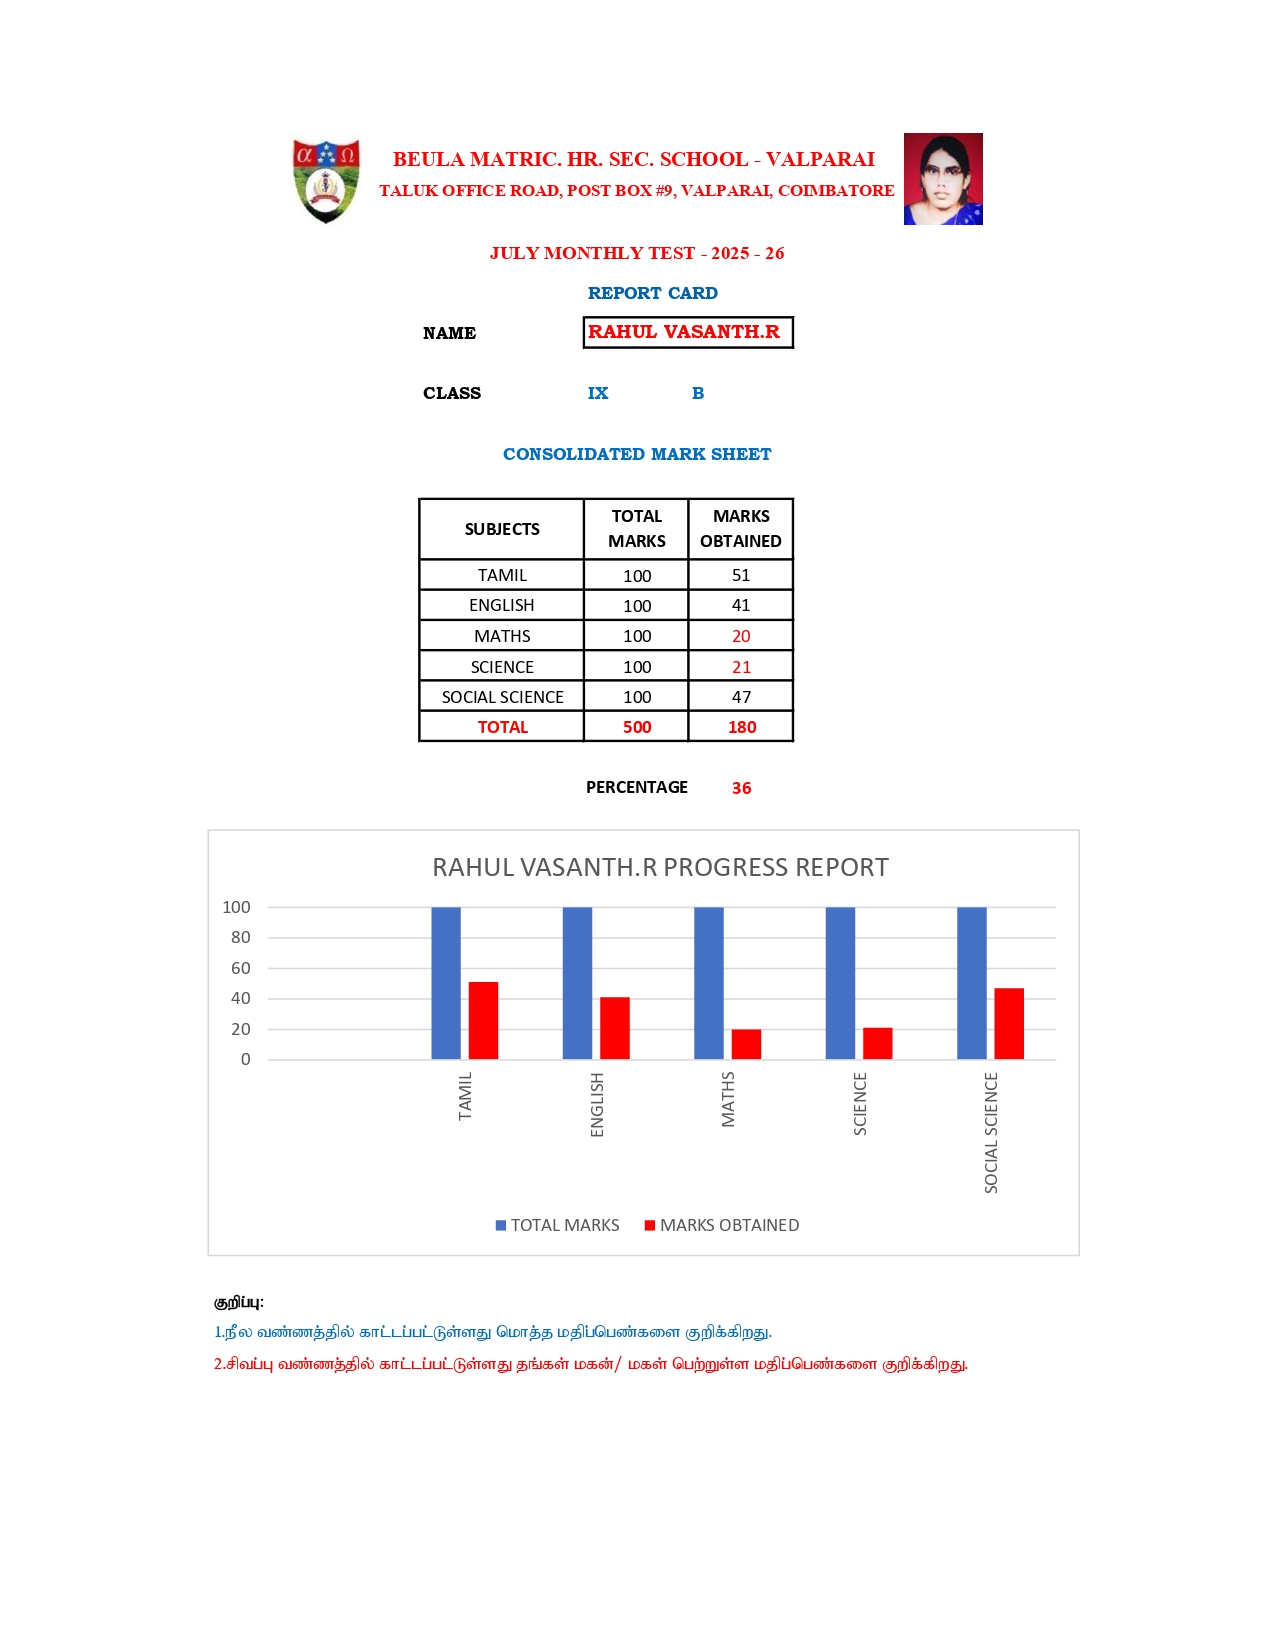 α Ω
BEULA MATRIC. HR. SEC. SCHOOL - VALPARAI
TALUK OFFICE ROAD, POST BOX #9, VALPARAI, COIMBATORE
JULY MONTHLY TEST - 2025 - 26
REPORT CARD
NAME RAHUL VASANTH.R
CLASS IX B
CONSOLIDATED MARK SHEET
SUBJECTS TOTAL MARKS MARKS OBTAINED
TAMIL 100 51
ENGLISH 100 41
MATHS 100 20
SCIENCE 100 21
SOCIAL SCIENCE 100 47
TOTAL 500 180
PERCENTAGE 36
RAHUL VASANTH.R PROGRESS REPORT
100
80
60
40
20
0
TAMIL
ENGLISH
MATHS
SCIENCE
SOCIAL SCIENCE
TOTAL MARKS MARKS OBTAINED
குறிப்பு:
1.நீல வண்ணத்தில் காட்டப்பட்டுள்ளது மொத்த மதிப்பெண்களை குறிக்கிறது.
2.சிவப்பு வண்ணத்தில் காட்டப்பட்டுள்ளது தங்கள் மகன்/ மகள் பெற்றுள்ள மதிப்பெண்களை குறிக்கிறது.